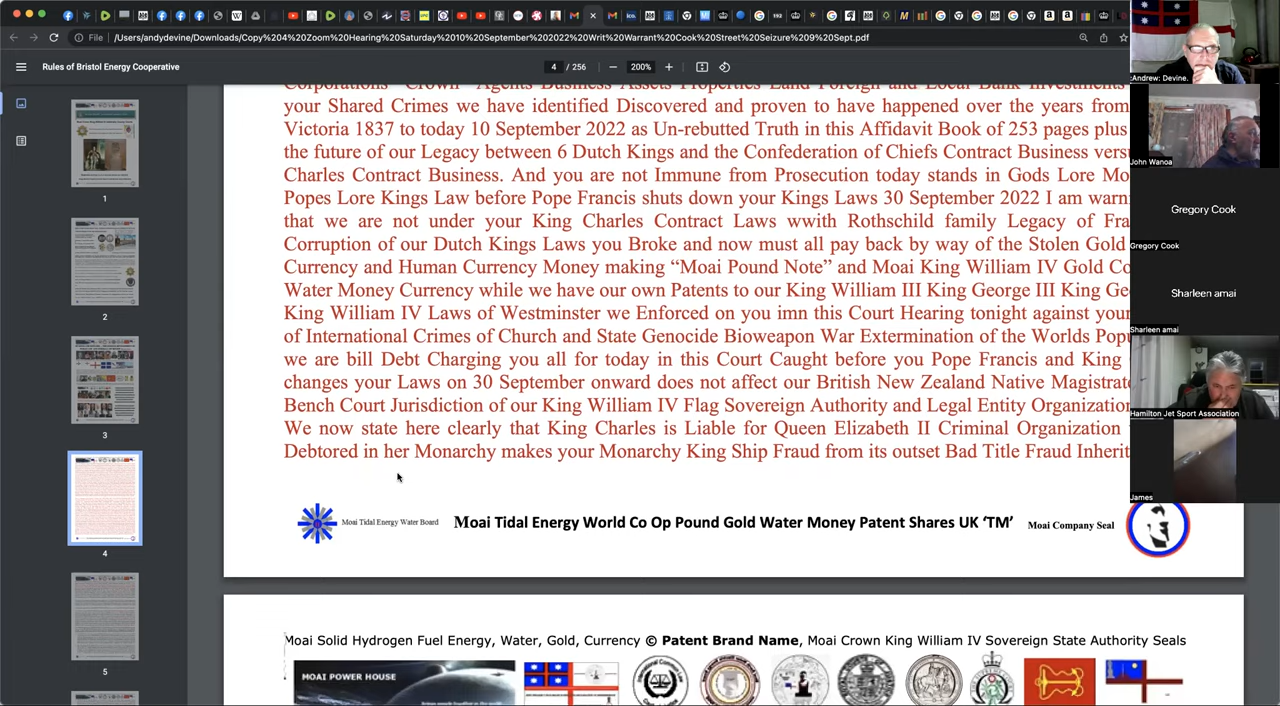 File
/Users/andydevine/Downloads/Copy%204%20Zoom%20Hearing%20Saturday%2010%20September%202022%20Writ%20Warrant%20Cook%20Street%20Seizure%209%20Sept.pdf
Rules of Bristol Energy Cooperative
4 / 256
200%
1
2
3
4
5
Corporations Crown Agents Business Assets Properties Land Foreign and Local Bank Investments
your Shared Crimes we have identified Discovered and proven to have happened over the years from
Victoria 1837 to today 10 September 2022 as Un-rebutted Truth in this Affidavit Book of 253 pages plus
the future of our Legacy between 6 Dutch Kings and the Confederation of Chiefs Contract Business vers
Charles Contract Business. And you are not Immune from Prosecution today stands in Gods Lore Mo
Popes Lore Kings Law before Pope Francis shuts down your Kings Laws 30 September 2022 I am warn
that we are not under your King Charles Contract Laws with Rothschild family Legacy of Fra
Corruption of our Dutch Kings Laws you Broke and now must all pay back by way of the Stolen Gold
Currency and Human Currency Money making “Moai Pound Note” and Moai King William IV Gold Co
Water Money Currency while we have our own Patents to our King William III King George III King Ge
King William IV Laws of Westminster we Enforced on you imn this Court Hearing tonight against your
of International Crimes of Church and State Genocide Bioweapon War Extermination of the Worlds Pop
we are bill Debt Charging you all for today in this Court Caught before you Pope Francis and King
changes your Laws on 30 September onward does not affect our British New Zealand Native Magistrat
Bench Court Jurisdiction of our King William IV Flag Sovereign Authority and Legal Entity Organization
We now state here clearly that King Charles is Liable for Queen Elizabeth II Criminal Organization
Debtored in her Monarchy makes your Monarchy King Ship Fraud from its outset Bad Title Fraud Inherit
Moai Tidal Energy Water Board
Moai Tidal Energy World Co Op Pound Gold Water Money Patent Shares UK ‘TM’
Moai Company Seal
Moai Solid Hydrogen Fuel Energy, Water, Gold, Currency © Patent Brand Name, Moai Crown King William IV Sovereign State Authority Seals
MOAI POWER HOUSE
:Andrew: Devine.
John Wanoa
Gregory Cook
Gregory Cook
Sharleen amai
Sharleen amai
Hamilton Jet Sport Association
James